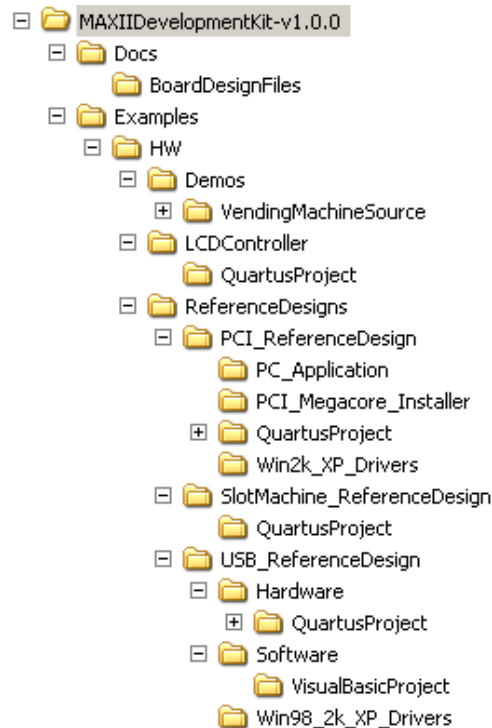 MAXIIDevelopmentKit-v1.0.0
Docs
BoardDesignFiles
Examples
HW
Demos
VendingMachineSource
LCDController
QuartusProject
ReferenceDesigns
PCI_ReferenceDesign
PC_Application
PCI_Megacore_Installer
QuartusProject
Win2k_XP_Drivers
SlotMachine_ReferenceDesign
QuartusProject
USB_ReferenceDesign
Hardware
QuartusProject
Software
VisualBasicProject
Win98_2k_XP_Drivers